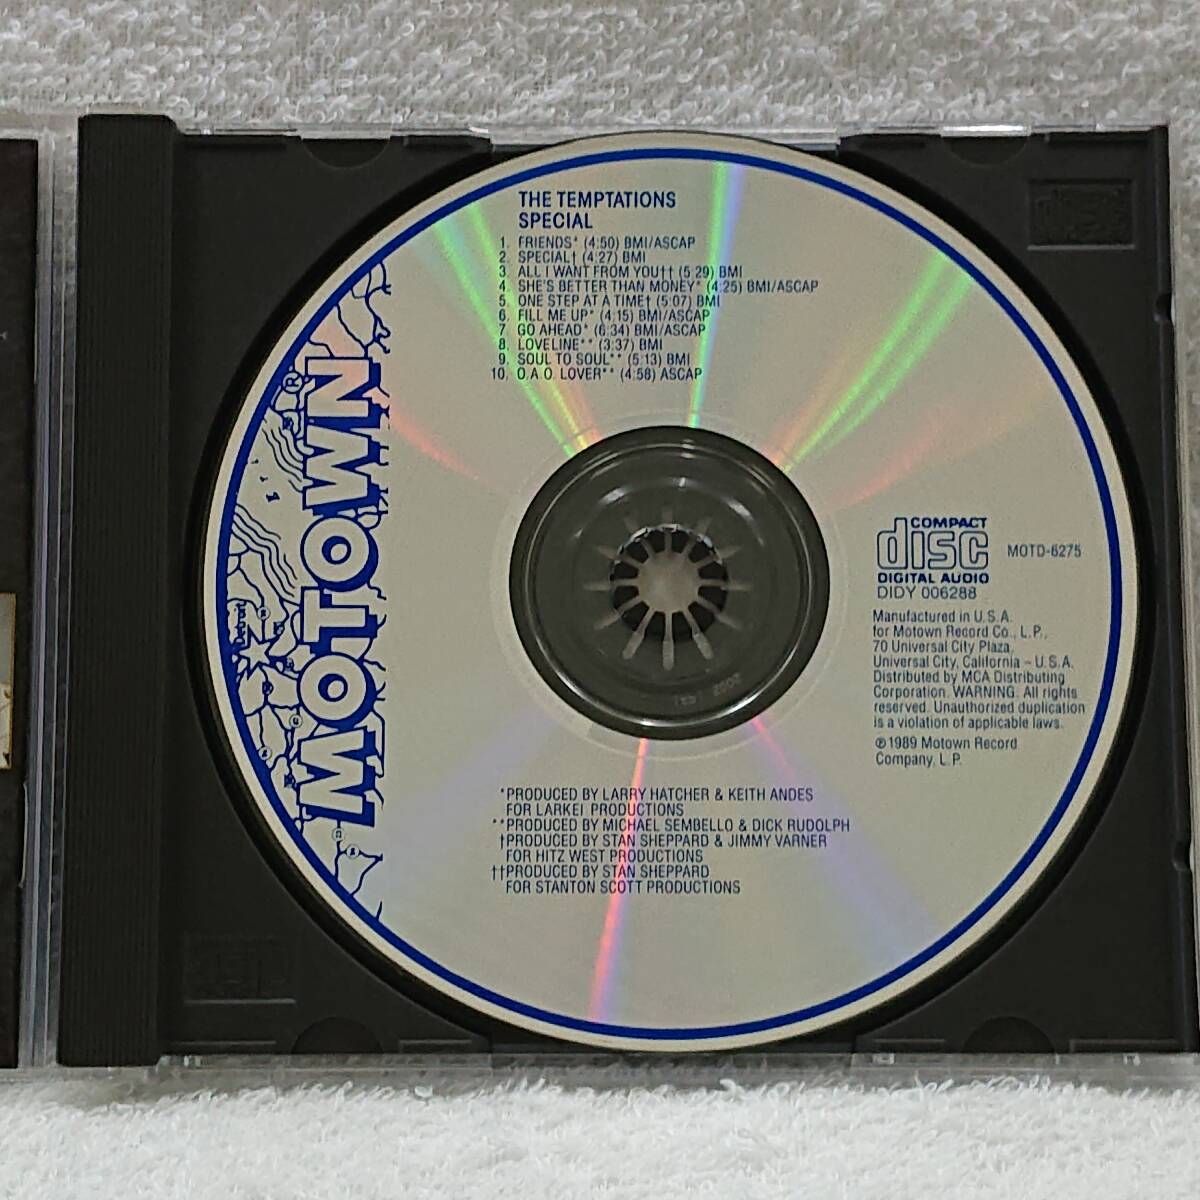 THE TEMPTATIONS
SPECIAL
1. FRIENDS* (4:50) BMI/ASCAP
2. SPECIAL† (4:27) BMI
3. ALL I WANT FROM YOU†† (5:29) BMI
4. SHE'S BETTER THAN MONEY* (4:25) BMI/ASCAP
5. ONE STEP AT A TIME† (5:07) BMI
6. FILL ME UP* (4:15) BMI/ASCAP
7. GO AHEAD* (6:34) BMI/ASCAP
8. LOVELINE** (3:37) BMI
9. SOUL TO SOUL** (5:13) BMI
10. O.A.O. LOVER** (4:58) ASCAP
MOTOWN
Detroit
COMPACT
disc
DIGITAL AUDIO
MOTD-6275
DIDY 006288
Manufactured in U.S.A.
for Motown Record Co., L.P.,
70 Universal City Plaza,
Universal City, California – U.S.A.
Distributed by MCA Distributing
Corporation. WARNING: All rights
reserved. Unauthorized duplication
is a violation of applicable laws.
℗1989 Motown Record
Company, L.P.
*PRODUCED BY LARRY HATCHER & KEITH ANDES
FOR LARKEI PRODUCTIONS
**PRODUCED BY MICHAEL SEMBELLO & DICK RUDOLPH
†PRODUCED BY STAN SHEPPARD & JIMMY VARNER
FOR HITZ WEST PRODUCTIONS
††PRODUCED BY STAN SHEPPARD
FOR STANTON SCOTT PRODUCTIONS